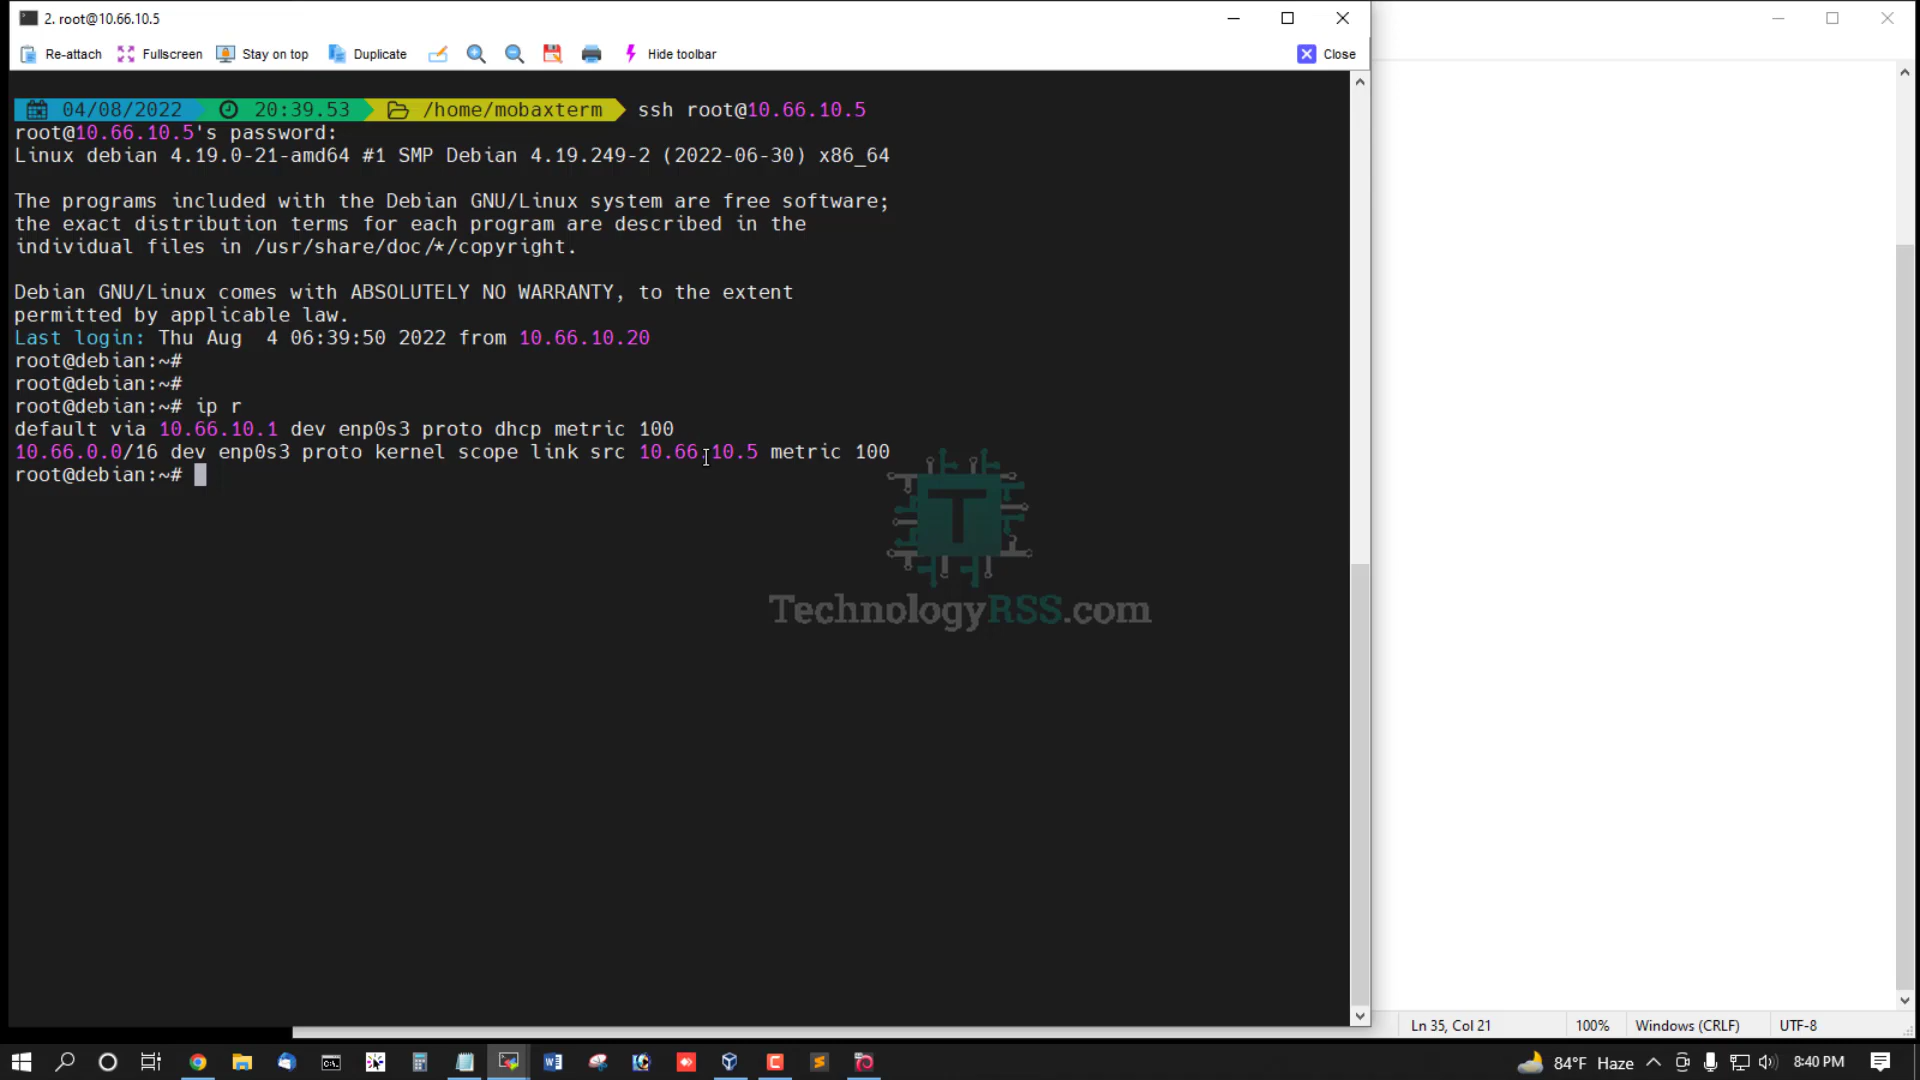 2. root@10.66.10.5
Re-attach Fullscreen Stay on top Duplicate Hide toolbar Close
04/08/2022 20:39.53 /home/mobaxterm ssh root@10.66.10.5
root@10.66.10.5's password:
Linux debian 4.19.0-21-amd64 #1 SMP Debian 4.19.249-2 (2022-06-30) x86_64
The programs included with the Debian GNU/Linux system are free software;
the exact distribution terms for each program are described in the
individual files in /usr/share/doc/*/copyright.
Debian GNU/Linux comes with ABSOLUTELY NO WARRANTY, to the extent
permitted by applicable law.
Last login: Thu Aug  4 06:39:50 2022 from 10.66.10.20
root@debian:~#
root@debian:~#
root@debian:~# ip r
default via 10.66.10.1 dev enp0s3 proto dhcp metric 100
10.66.0.0/16 dev enp0s3 proto kernel scope link src 10.66.10.5 metric 100
root@debian:~#
T
TechnologyRSS.com
Ln 35, Col 21 100% Windows (CRLF) UTF-8
84°F Haze 8:40 PM